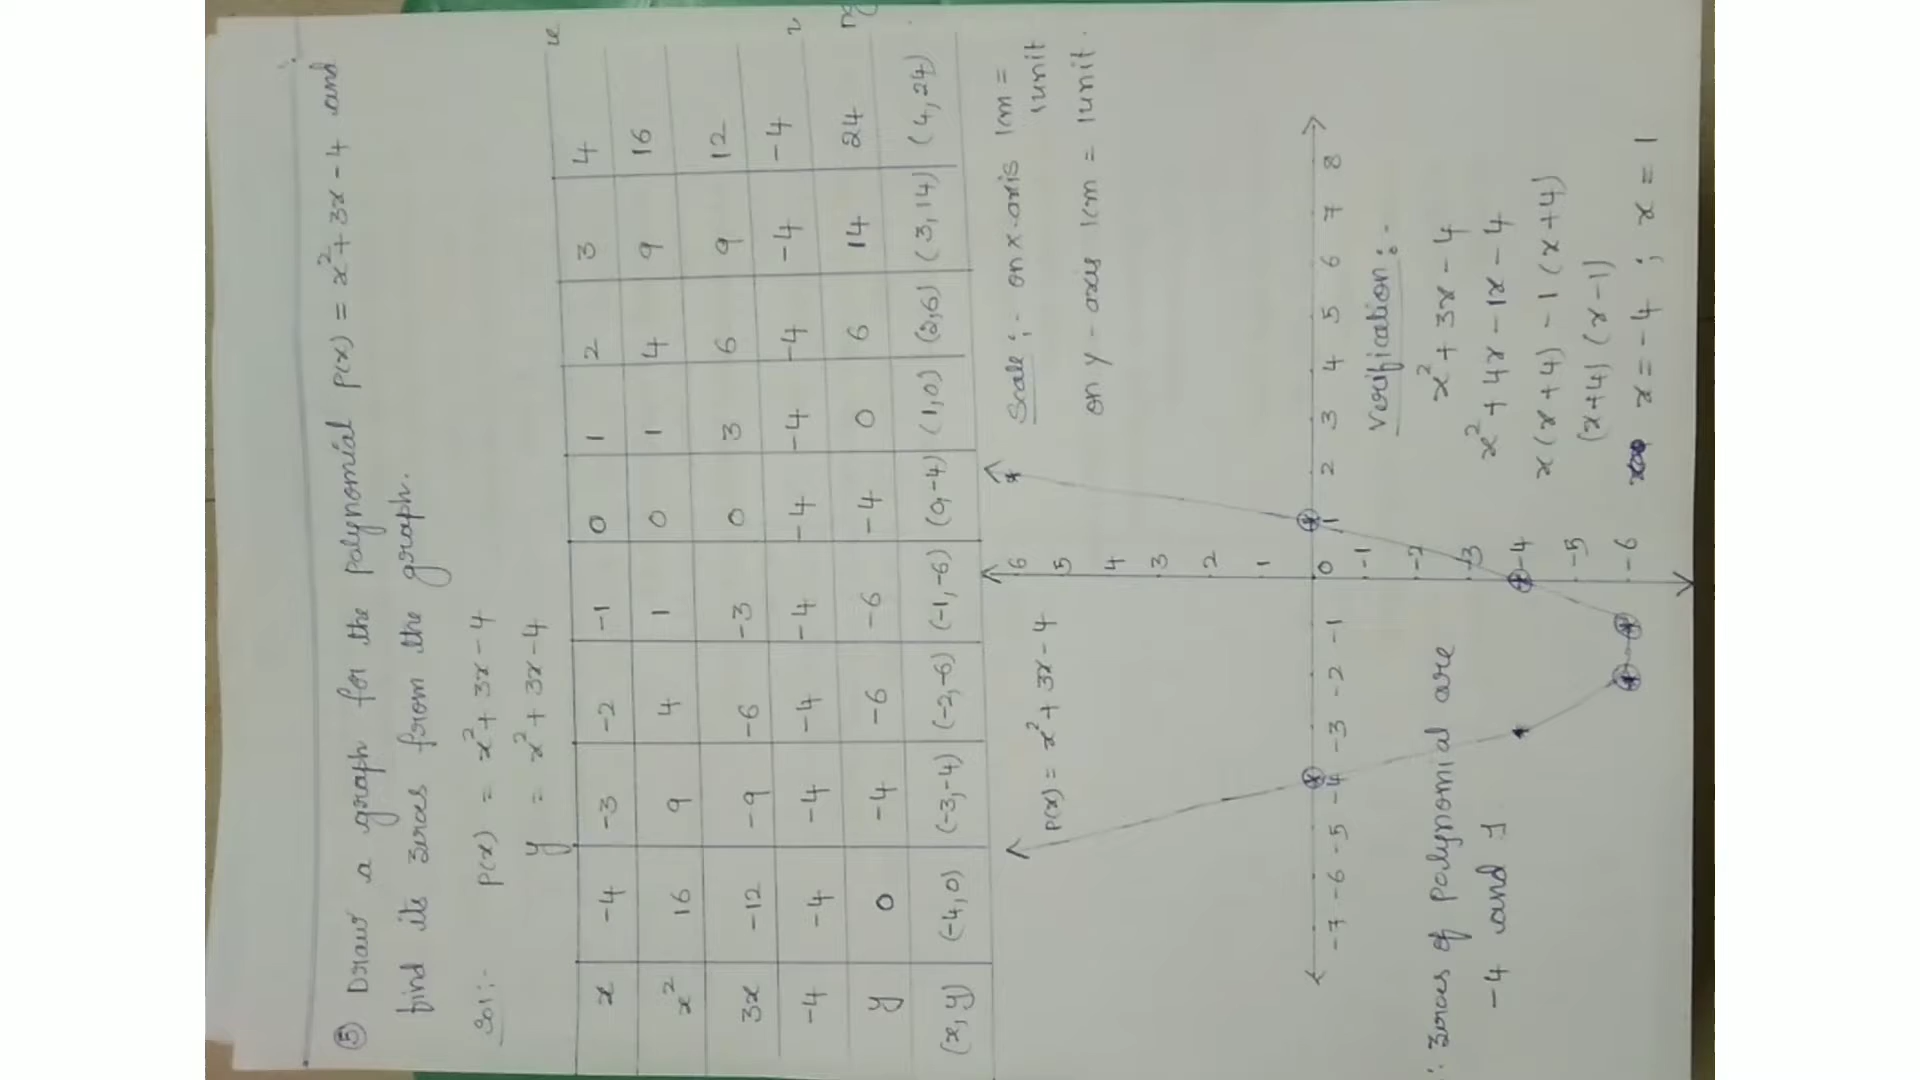 ⑤ Draw a graph for the polynomial p(x) = x² + 3x - 4 and
find its zeroes from the graph.
Sol:- p(x) = x² + 3x - 4
y = x² + 3x - 4
x -4 -3 -2 -1 0 1 2 3 4
x² 16 9 4 1 0 1 4 9 16
3x -12 -9 -6 -3 0 3 6 9 12
-4 -4 -4 -4 -4 -4 -4 -4 -4 -4
y 0 -4 -6 -6 -4 0 6 14 24
(x, y) (-4, 0) (-3, -4) (-2, -6) (-1, -6) (0, -4) (1, 0) (2, 6) (3, 14) (4, 24)
Scale :- on x-axis 1cm =
1unit
on y-axis 1cm = 1unit.
p(x) = x² + 3x - 4
6
5
4
3
2
1
-7 -6 -5 -4 -3 -2 -1 0 1 2 3 4 5 6 7 8
-1
-2
-3
-4
-5
-6
Verification :-
x² + 3x - 4
x² + 4x - 1x - 4
x (x + 4) - 1 (x + 4)
(x+4) (x-1)
x = -4 ; x = 1
∴ zeroes of polynomial are
-4 and 1